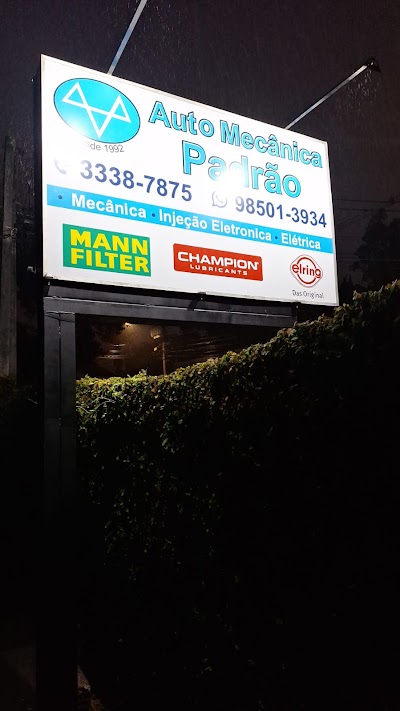 Auto Mecânica
Padrão
sde 1992
3338-7875 98501-3934
• Mecânica • Injeção Eletronica • Elétrica
MANN
FILTER
CHAMPION
LUBRICANTS
elring
Das Original